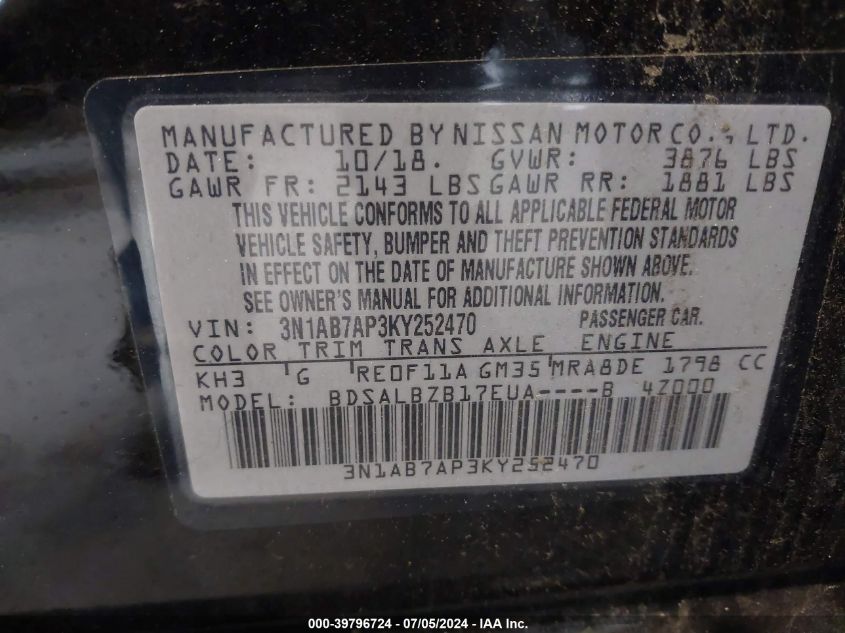 MANUFACTURED BY NISSAN MOTOR CO., LTD.
DATE: 10/18. GVWR: 3876 LBS
GAWR FR: 2143 LBS GAWR RR: 1881 LBS
THIS VEHICLE CONFORMS TO ALL APPLICABLE FEDERAL MOTOR
VEHICLE SAFETY, BUMPER AND THEFT PREVENTION STANDARDS
IN EFFECT ON THE DATE OF MANUFACTURE SHOWN ABOVE.
SEE OWNER'S MANUAL FOR ADDITIONAL INFORMATION.
VIN: 3N1AB7AP3KY252470 PASSENGER CAR.
COLOR TRIM TRANS AXLE ENGINE
KH3 G RE0F11A GM35 MRA8DE 1798 CC
MODEL: BDSALBZB17EUA----B 4Z000
3N1AB7AP3KY252470
000-39796724 / 07/05/2024 - IAA Inc.